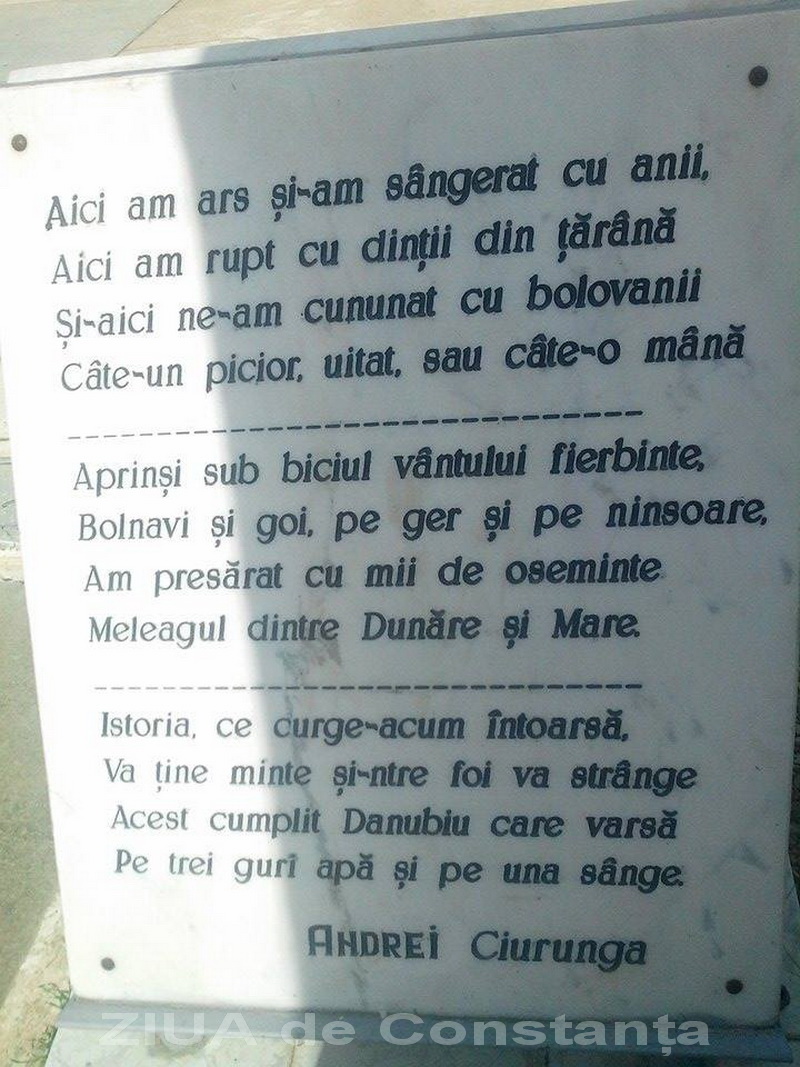 Aici am ars și-am sângerat cu anii,
Aici am rupt cu dinții din țărână
Și-aici ne-am cununat cu bolovanii
Câte-un picior, uitat, sau câte-o mână
------------------------------
Aprinși sub biciul vântului fierbinte,
Bolnavi și goi, pe ger și pe ninsoare,
Am presărat cu mii de oseminte
Meleagul dintre Dunăre și Mare.
------------------------------
Istoria, ce curge-acum întoarsă,
Va ține minte și-ntre foi va strânge
Acest cumplit Danubiu care varsă
Pe trei guri apă și pe una sânge.
ANDREI Ciurunga
ZIUA de Constanța